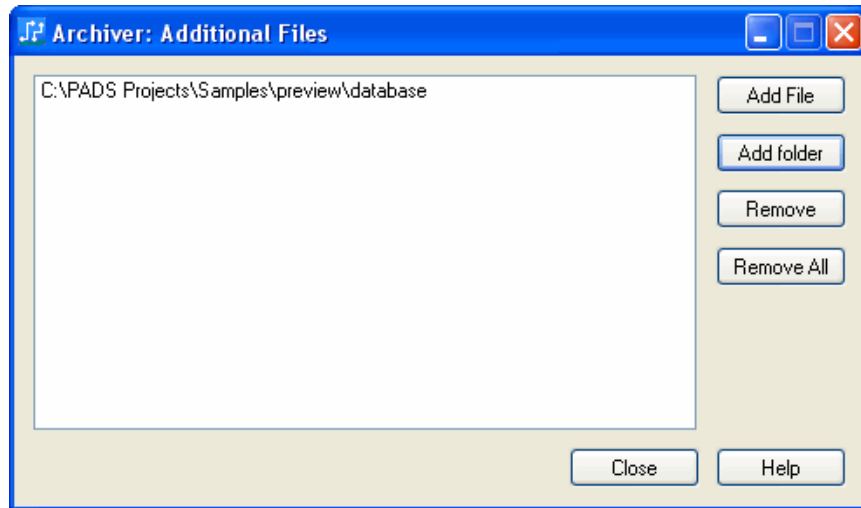 Archiver: Additional Files
C:\PADS Projects\Samples\preview\database
Add File
Add folder
Remove
Remove All
Close
Help